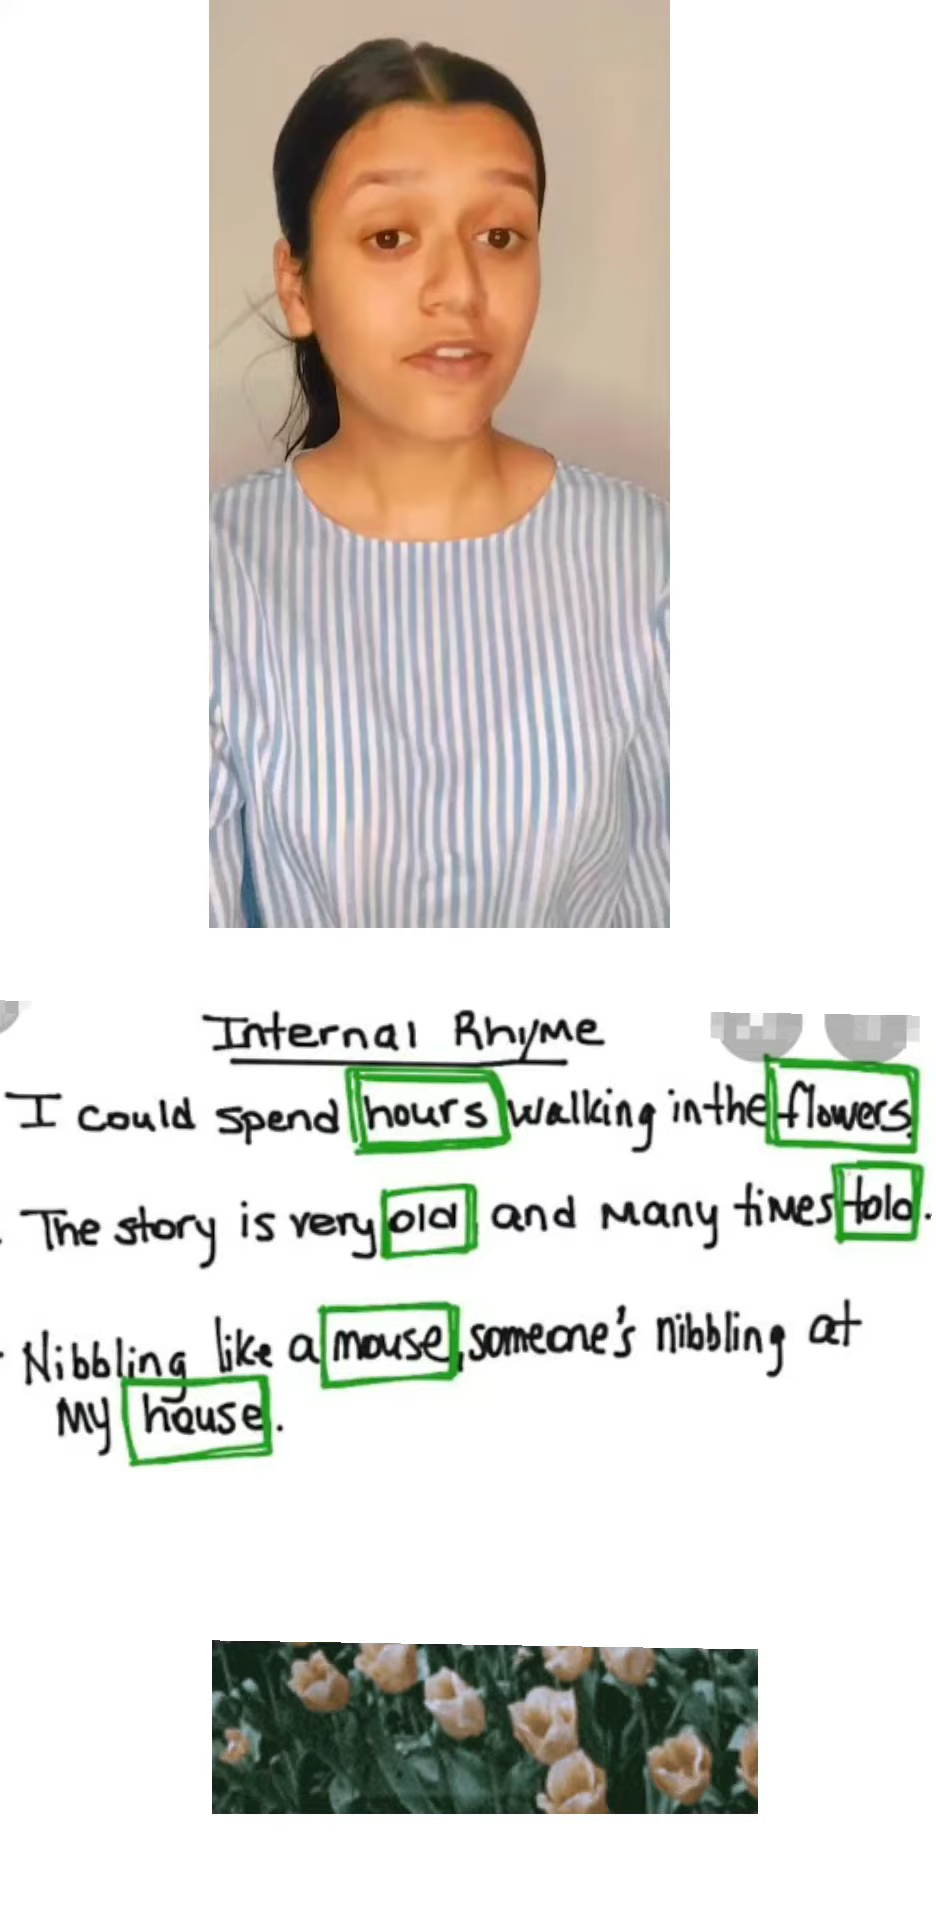 Internal Rhyme
I could spend hours walking in the flowers.
The story is very old and many times told.
Nibbling like a mouse, someone's nibbling at
my house.